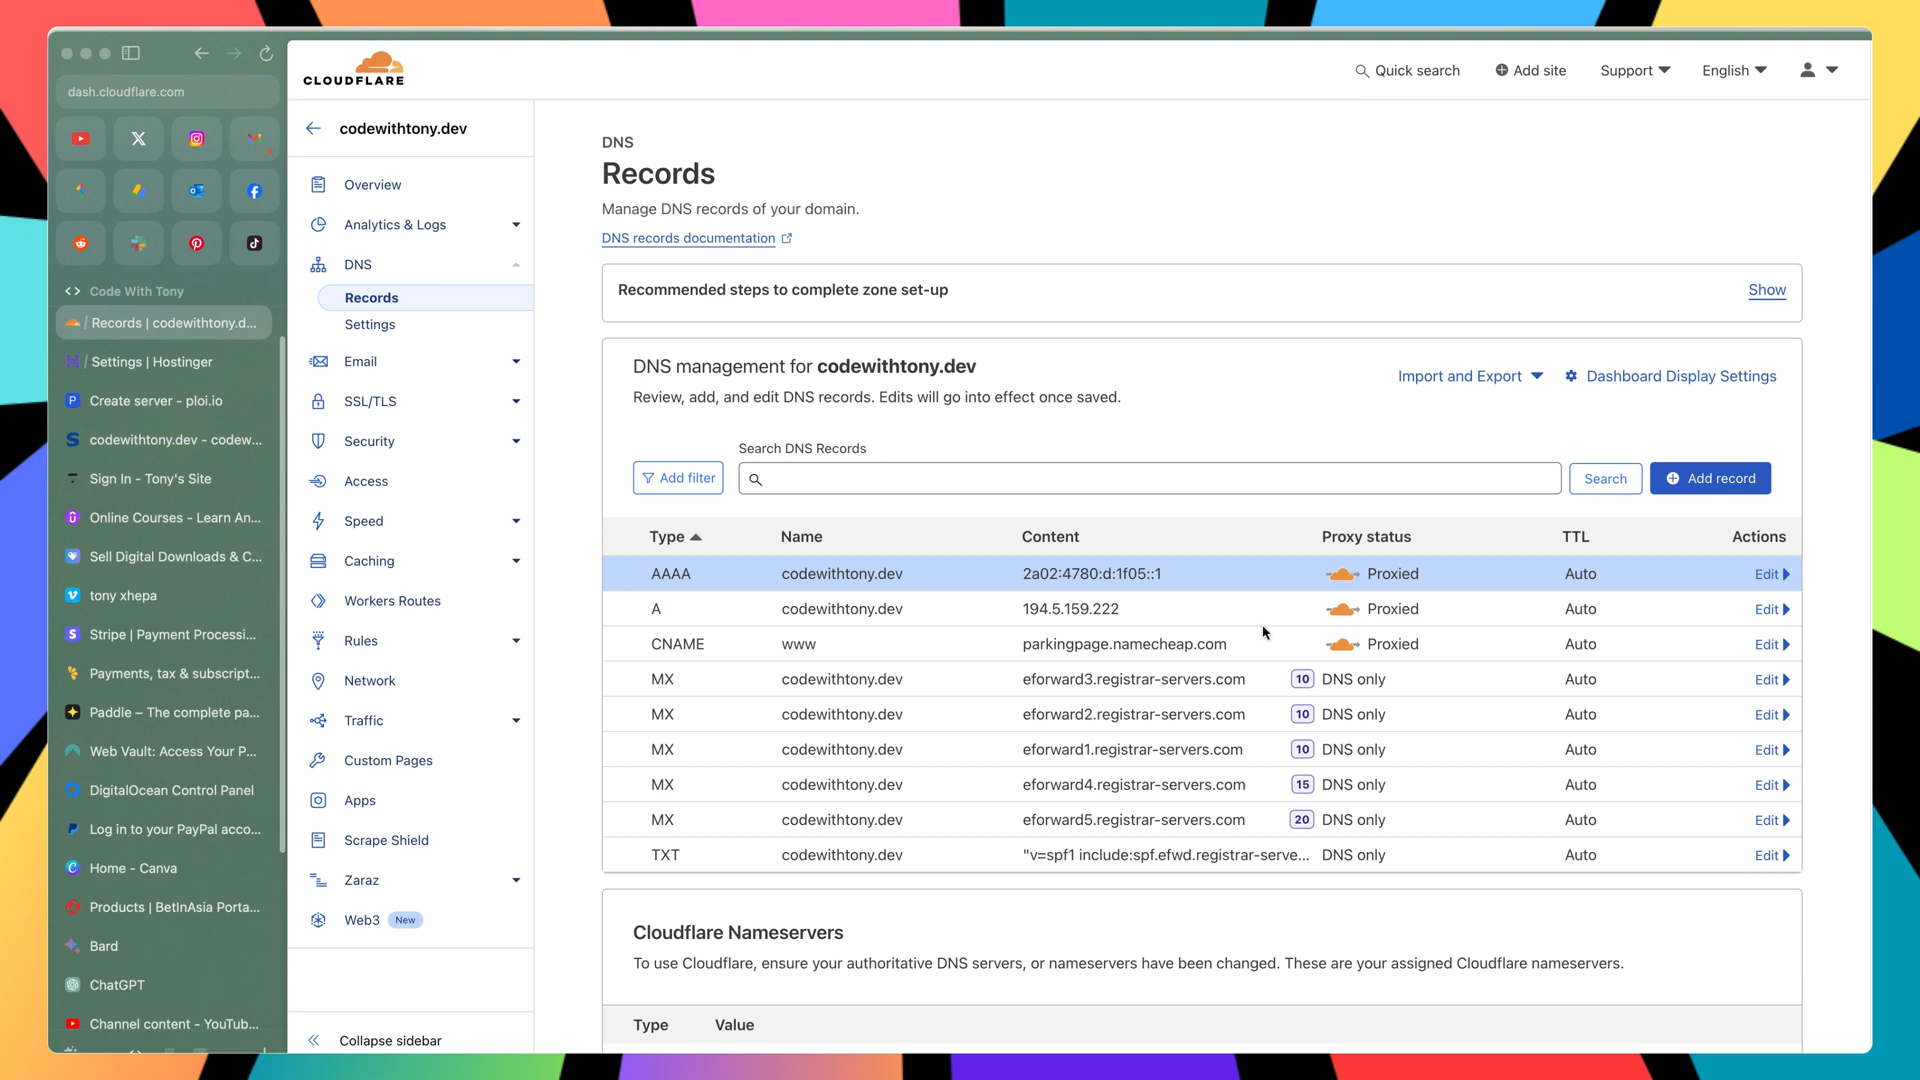 dash.cloudflare.com
Code With Tony
/ Records | codewithtony.d...
/ Settings | Hostinger
Create server - ploi.io
codewithtony.dev - codew...
Sign In - Tony's Site
Online Courses - Learn An...
Sell Digital Downloads & C...
tony xhepa
Stripe | Payment Processi...
Payments, tax & subscript...
Paddle – The complete pa...
Web Vault: Access Your P...
DigitalOcean Control Panel
Log in to your PayPal acco...
Home - Canva
Products | BetInAsia Porta...
Bard
ChatGPT
Channel content - YouTub...
CLOUDFLARE
Quick search
Add site
Support
English
codewithtony.dev
Overview
Analytics & Logs
DNS
Records
Settings
Email
SSL/TLS
Security
Access
Speed
Caching
Workers Routes
Rules
Network
Traffic
Custom Pages
Apps
Scrape Shield
Zaraz
Web3 New
Collapse sidebar
DNS
Records
Manage DNS records of your domain.
DNS records documentation
Recommended steps to complete zone set-up
Show
DNS management for codewithtony.dev
Review, add, and edit DNS records. Edits will go into effect once saved.
Import and Export
Dashboard Display Settings
Search DNS Records
Add filter
Search
Add record
Type Name Content Proxy status TTL Actions
AAAA codewithtony.dev 2a02:4780:d:1f05::1 Proxied Auto Edit
A codewithtony.dev 194.5.159.222 Proxied Auto Edit
CNAME www parkingpage.namecheap.com Proxied Auto Edit
MX codewithtony.dev eforward3.registrar-servers.com 10 DNS only Auto Edit
MX codewithtony.dev eforward2.registrar-servers.com 10 DNS only Auto Edit
MX codewithtony.dev eforward1.registrar-servers.com 10 DNS only Auto Edit
MX codewithtony.dev eforward4.registrar-servers.com 15 DNS only Auto Edit
MX codewithtony.dev eforward5.registrar-servers.com 20 DNS only Auto Edit
TXT codewithtony.dev "v=spf1 include:spf.efwd.registrar-serve... DNS only Auto Edit
Cloudflare Nameservers
To use Cloudflare, ensure your authoritative DNS servers, or nameservers have been changed. These are your assigned Cloudflare nameservers.
Type Value